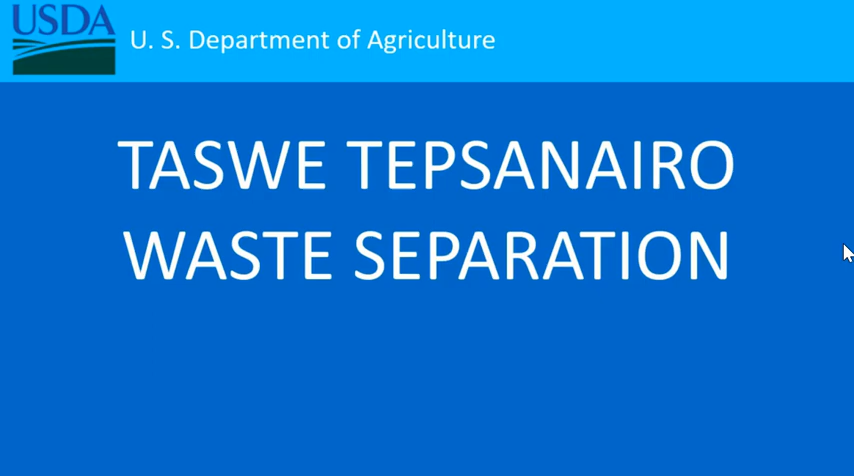 USDA
U. S. Department of Agriculture
TASWE TEPSANAIRO
WASTE SEPARATION